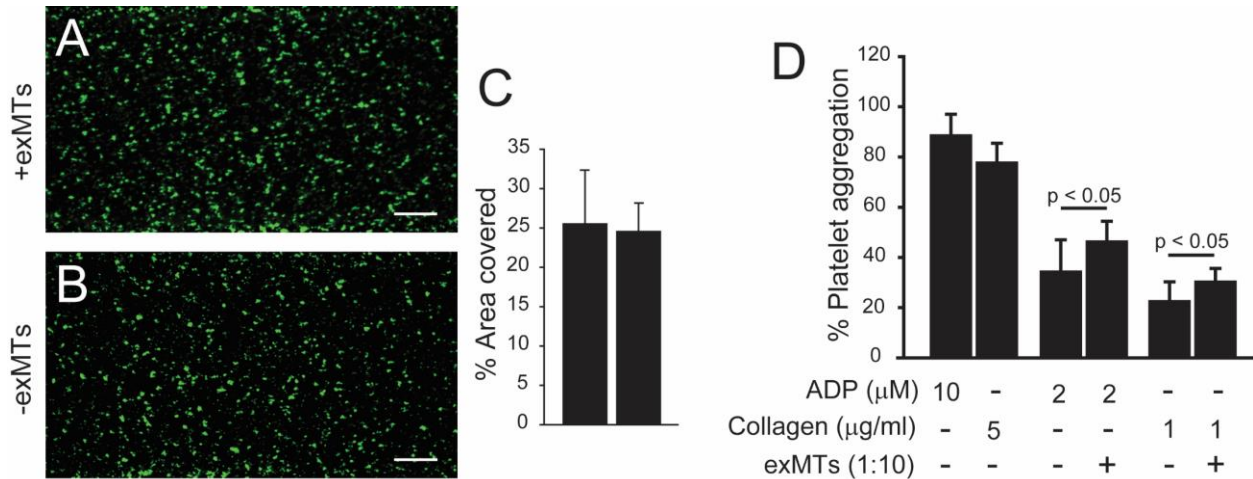 A
+exMTs
B
-exMTs
C
% Area covered
35
30
25
20
15
10
5
0
D
% Platelet aggregation
120
100
80
60
40
20
0
p < 0.05
p < 0.05
ADP (μM) 10 - 2 2 - -
Collagen (μg/ml) - 5 - - 1 1
exMTs (1:10) - - - + - +